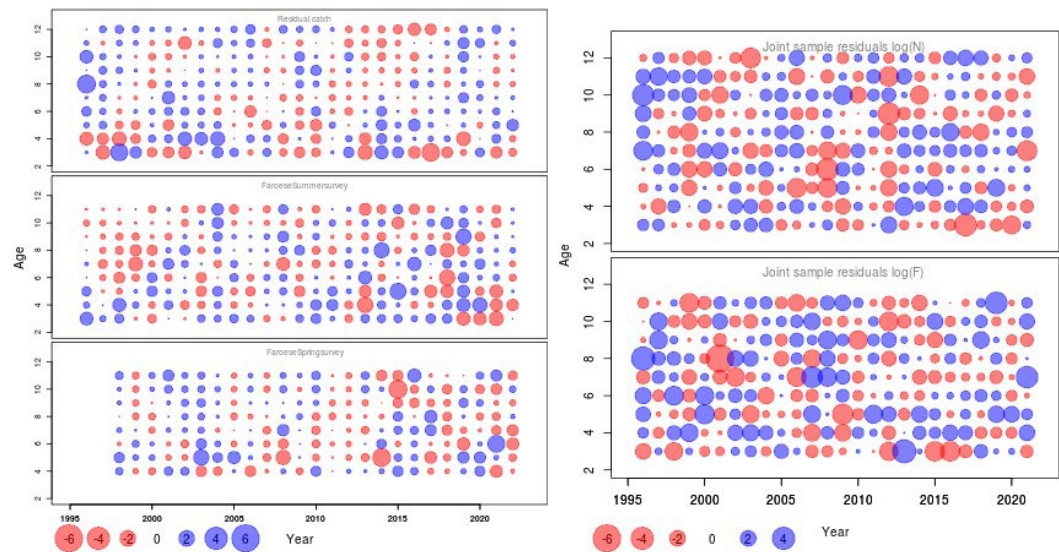 Residual catch
12
10
8
6
4
2
FaroeseSummersurvey
12
10
8
6
4
2
Age
FaroeseSpringsurvey
12
10
8
6
4
2
1995 2000 2005 2010 2015 2020
-6 -4 -2 0 2 4 6 Year
Joint sample residuals log(N)
12
10
8
6
4
2
Age
Joint sample residuals log(F)
12
10
8
6
4
2
1995 2000 2005 2010 2015 2020
-6 -4 -2 0 2 4 Year